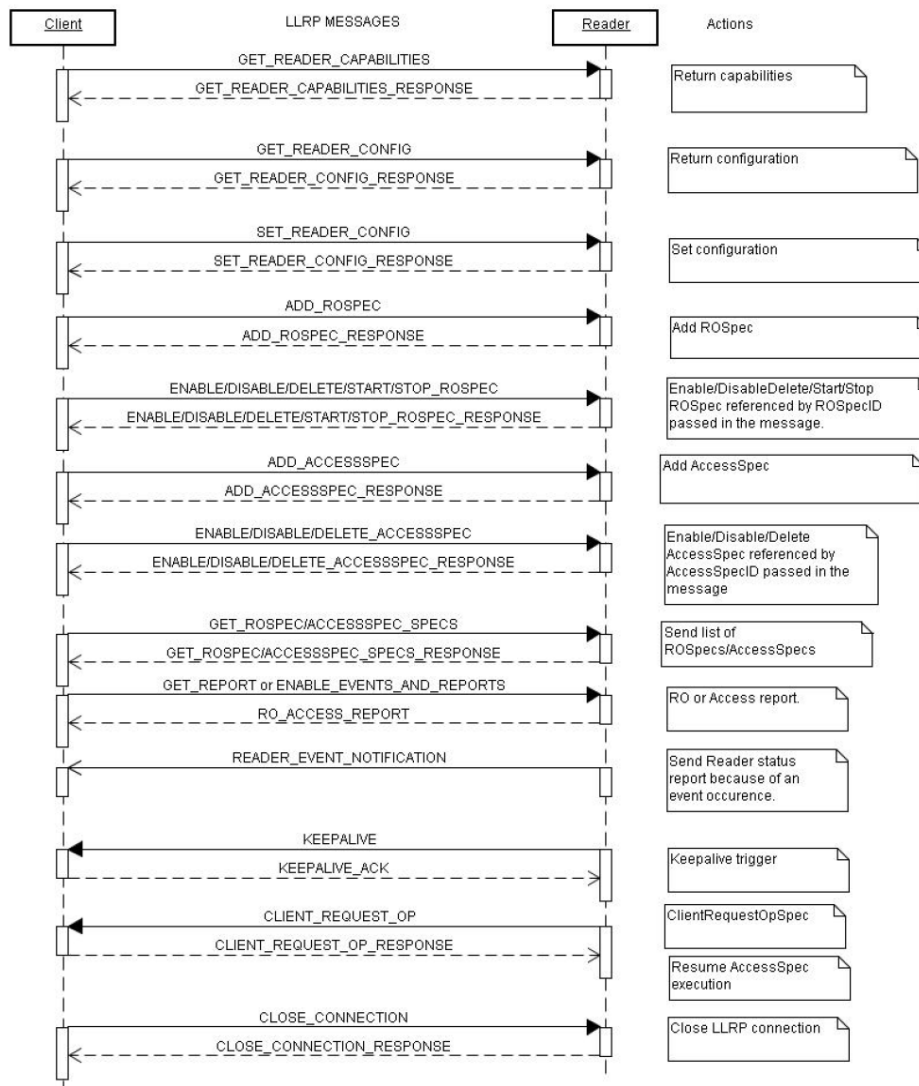 Client
LLRP MESSAGES
Reader
Actions
GET_READER_CAPABILITIES
GET_READER_CAPABILITIES_RESPONSE
Return capabilities
GET_READER_CONFIG
GET_READER_CONFIG_RESPONSE
Return configuration
SET_READER_CONFIG
SET_READER_CONFIG_RESPONSE
Set configuration
ADD_ROSPEC
ADD_ROSPEC_RESPONSE
Add ROSpec
ENABLE/DISABLE/DELETE/START/STOP_ROSPEC
ENABLE/DISABLE/DELETE/START/STOP_ROSPEC_RESPONSE
Enable/DisableDelete/Start/Stop
ROSpec referenced by ROSpecID
passed in the message.
ADD_ACCESSSPEC
ADD_ACCESSSPEC_RESPONSE
Add AccessSpec
ENABLE/DISABLE/DELETE_ACCESSSPEC
ENABLE/DISABLE/DELETE_ACCESSSPEC_RESPONSE
Enable/Disable/Delete
AccessSpec referenced by
AccessSpecID passed in the
message
GET_ROSPEC/ACCESSSPEC_SPECS
GET_ROSPEC/ACCESSSPEC_SPECS_RESPONSE
Send list of
ROSpecs/AccessSpecs
GET_REPORT or ENABLE_EVENTS_AND_REPORTS
RO_ACCESS_REPORT
RO or Access report.
READER_EVENT_NOTIFICATION
Send Reader status
report because of an
event occurence.
KEEPALIVE
KEEPALIVE_ACK
Keepalive trigger
CLIENT_REQUEST_OP
CLIENT_REQUEST_OP_RESPONSE
ClientRequestOpSpec
Resume AccessSpec
execution
CLOSE_CONNECTION
CLOSE_CONNECTION_RESPONSE
Close LLRP connection